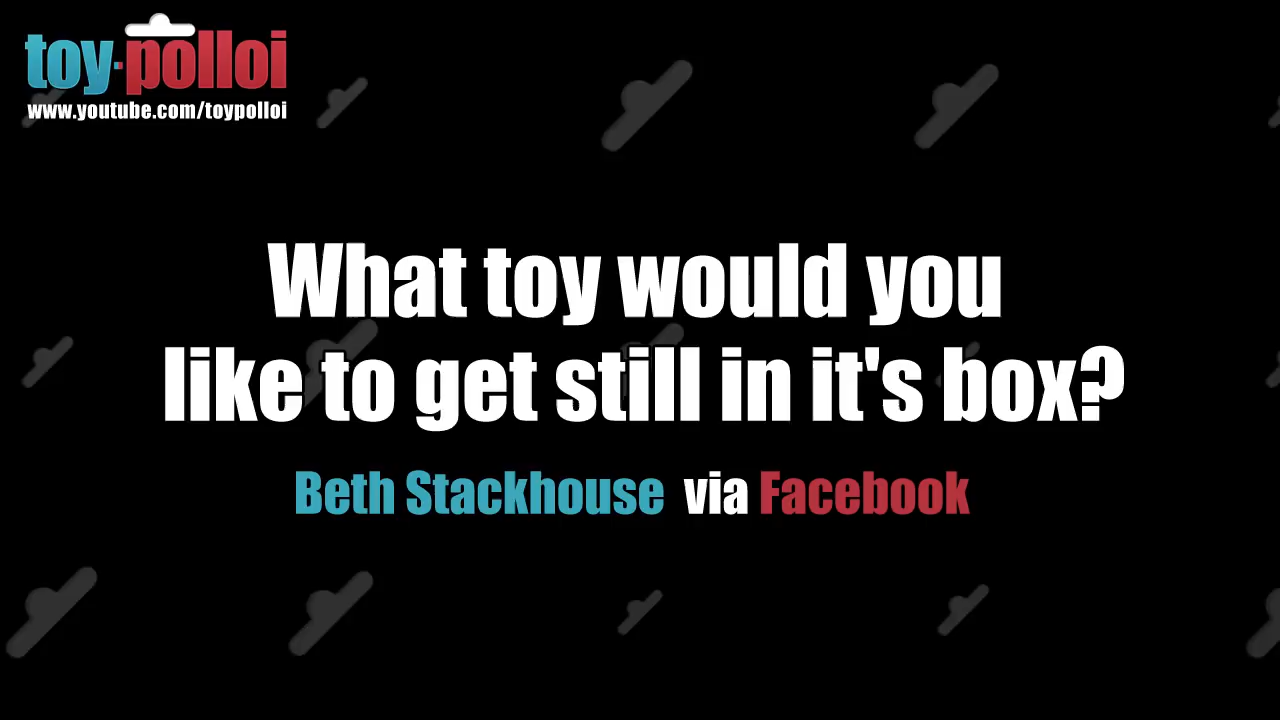 toy-polloi
www.youtube.com/toypolloi
What toy would you
like to get still in it's box?
Beth Stackhouse via Facebook